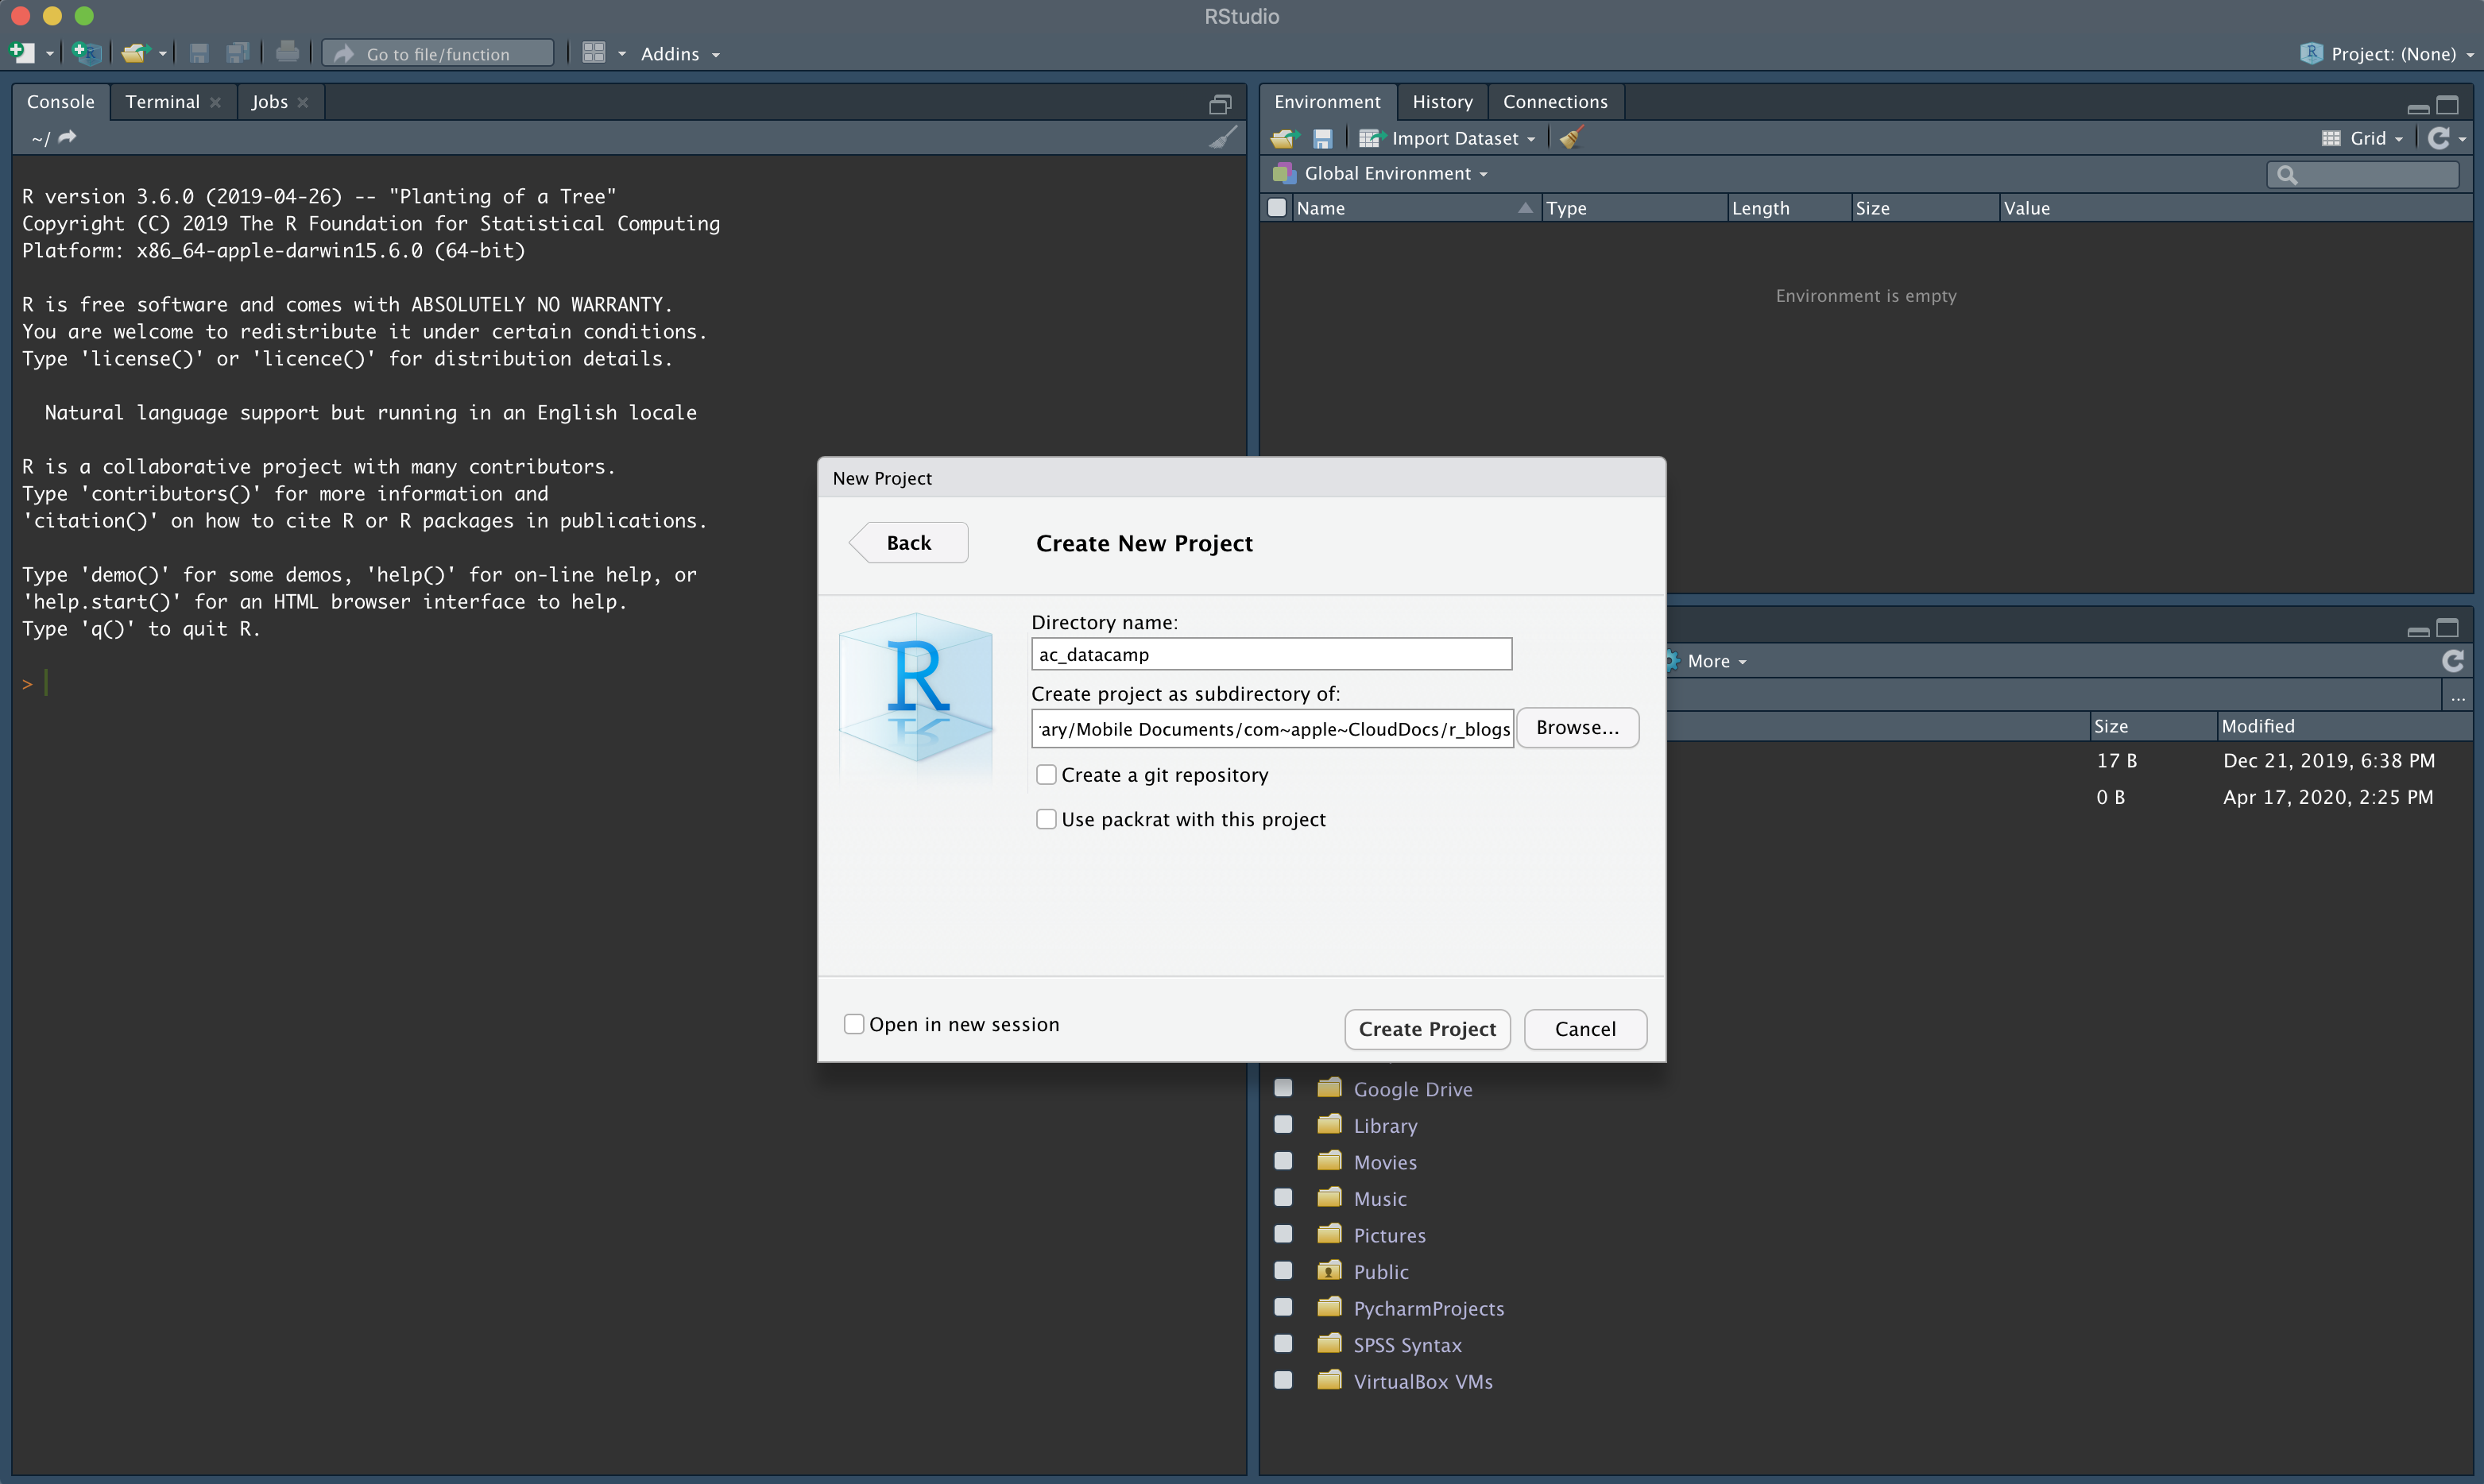 RStudio
Go to file/function
Addins
Project: (None)
Console
Terminal
Jobs
~/
R version 3.6.0 (2019-04-26) -- "Planting of a Tree"
Copyright (C) 2019 The R Foundation for Statistical Computing
Platform: x86_64-apple-darwin15.6.0 (64-bit)
R is free software and comes with ABSOLUTELY NO WARRANTY.
You are welcome to redistribute it under certain conditions.
Type 'license()' or 'licence()' for distribution details.
Natural language support but running in an English locale
R is a collaborative project with many contributors.
Type 'contributors()' for more information and
'citation()' on how to cite R or R packages in publications.
Type 'demo()' for some demos, 'help()' for on-line help, or
'help.start()' for an HTML browser interface to help.
Type 'q()' to quit R.
>
Environment
History
Connections
Import Dataset
Grid
Global Environment
Name
Type
Length
Size
Value
Environment is empty
New Project
Back
Create New Project
R
Directory name:
ac_datacamp
Create project as subdirectory of:
ary/Mobile Documents/com~apple~CloudDocs/r_blogs
Browse...
Create a git repository
Use packrat with this project
Open in new session
Create Project
Cancel
More
...
Size
Modified
17 B
Dec 21, 2019, 6:38 PM
0 B
Apr 17, 2020, 2:25 PM
Google Drive
Library
Movies
Music
Pictures
Public
PycharmProjects
SPSS Syntax
VirtualBox VMs